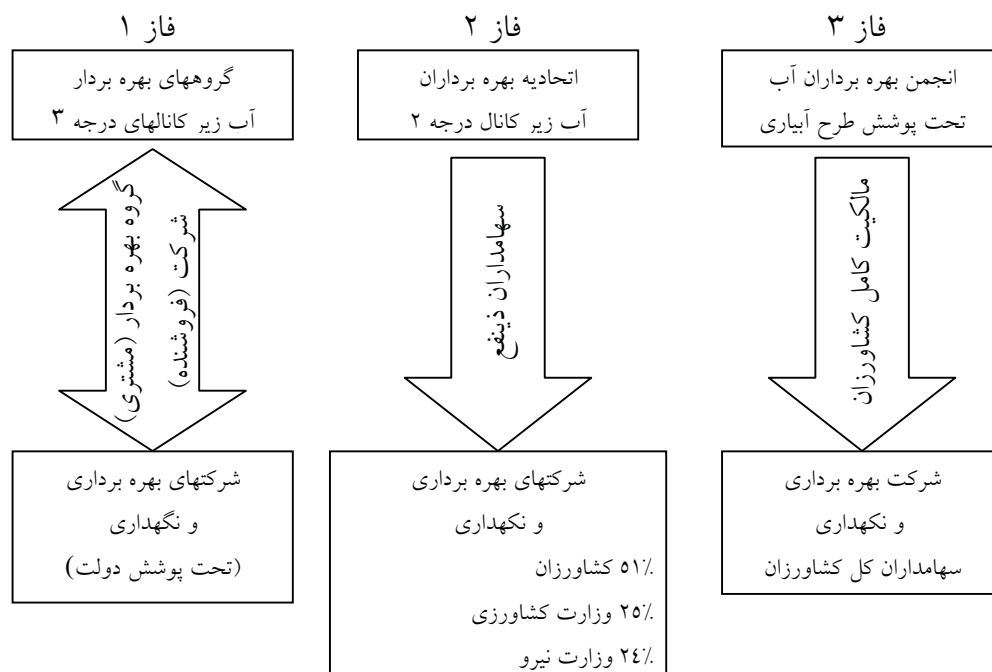 فاز ۱
گروههای بهره بردار
آب زیر کانالهای درجه ۳
گروه بهره بردار (مشتری)
شرکت (فروشنده)
شرکتهای بهره برداری
و نگهداری
(تحت پوشش دولت)
فاز ۲
اتحادیه بهره برداران
آب زیر کانال درجه ۲
سهامداران ذینفع
شرکتهای بهره برداری
و نکهداری
۵۱٪ کشاورزان
۲۵٪ وزارت کشاورزی
۲۴٪ وزارت نیرو
فاز ۳
انجمن بهره برداران آب
تحت پوشش طرح آبیاری
مالکیت کامل کشاورزان
شرکت بهره برداری
و نکهداری
سهامداران کل کشاورزان